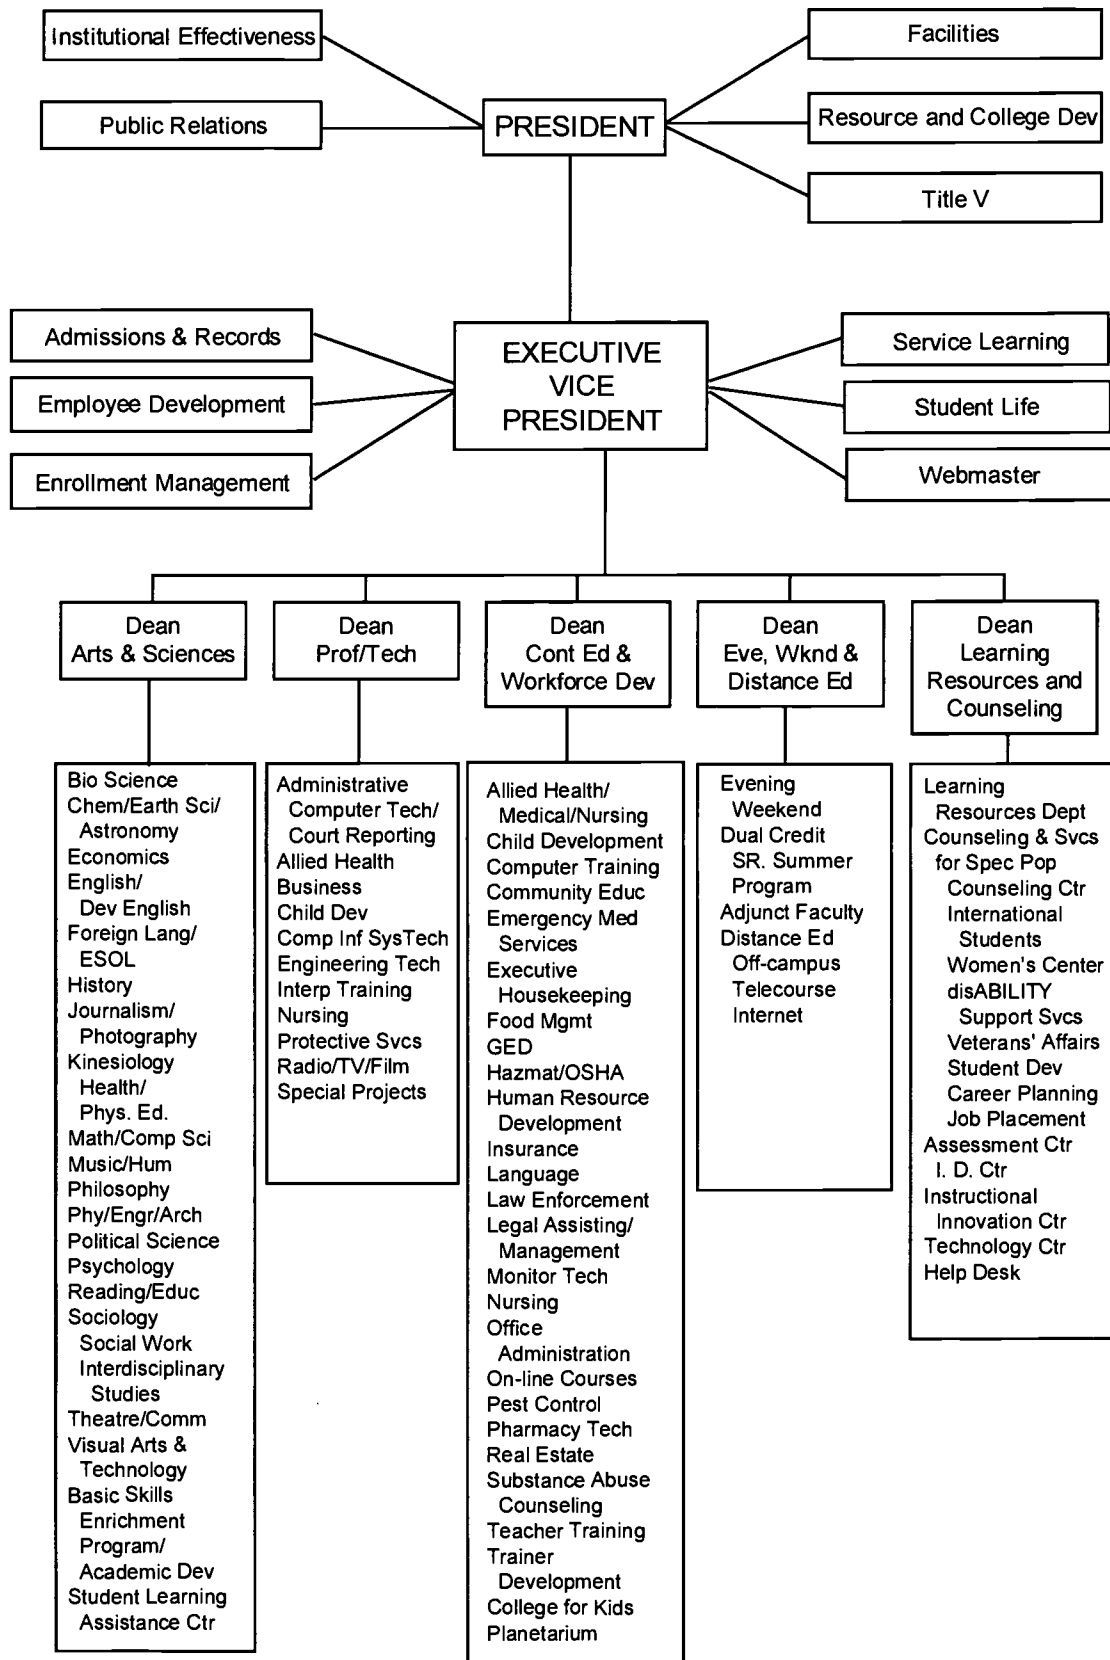 Institutional Effectiveness
Public Relations
PRESIDENT
Facilities
Resource and College Dev
Title V
Admissions & Records
Employee Development
Enrollment Management
EXECUTIVE
VICE
PRESIDENT
Service Learning
Student Life
Webmaster
Dean
Arts & Sciences
Dean
Prof/Tech
Dean
Cont Ed &
Workforce Dev
Dean
Eve, Wknd &
Distance Ed
Dean
Learning
Resources and
Counseling
Bio Science
Chem/Earth Sci/
Astronomy
Economics
English/
Dev English
Foreign Lang/
ESOL
History
Journalism/
Photography
Kinesiology
Health/
Phys. Ed.
Math/Comp Sci
Music/Hum
Philosophy
Phy/Engr/Arch
Political Science
Psychology
Reading/Educ
Sociology
Social Work
Interdisciplinary
Studies
Theatre/Comm
Visual Arts &
Technology
Basic Skills
Enrichment
Program/
Academic Dev
Student Learning
Assistance Ctr
Administrative
Computer Tech/
Court Reporting
Allied Health
Business
Child Dev
Comp Inf SysTech
Engineering Tech
Interp Training
Nursing
Protective Svcs
Radio/TV/Film
Special Projects
Allied Health/
Medical/Nursing
Child Development
Computer Training
Community Educ
Emergency Med
Services
Executive
Housekeeping
Food Mgmt
GED
Hazmat/OSHA
Human Resource
Development
Insurance
Language
Law Enforcement
Legal Assisting/
Management
Monitor Tech
Nursing
Office
Administration
On-line Courses
Pest Control
Pharmacy Tech
Real Estate
Substance Abuse
Counseling
Teacher Training
Trainer
Development
College for Kids
Planetarium
Evening
Weekend
Dual Credit
SR. Summer
Program
Adjunct Faculty
Distance Ed
Off-campus
Telecourse
Internet
Learning
Resources Dept
Counseling & Svcs
for Spec Pop
Counseling Ctr
International
Students
Women's Center
disABILITY
Support Svcs
Veterans' Affairs
Student Dev
Career Planning
Job Placement
Assessment Ctr
I. D. Ctr
Instructional
Innovation Ctr
Technology Ctr
Help Desk